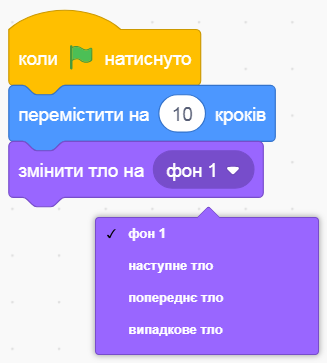 коли натиснуто
перемістити на 10 кроків
змінити тло на фон 1
фон 1
наступне тло
попереднє тло
випадкове тло